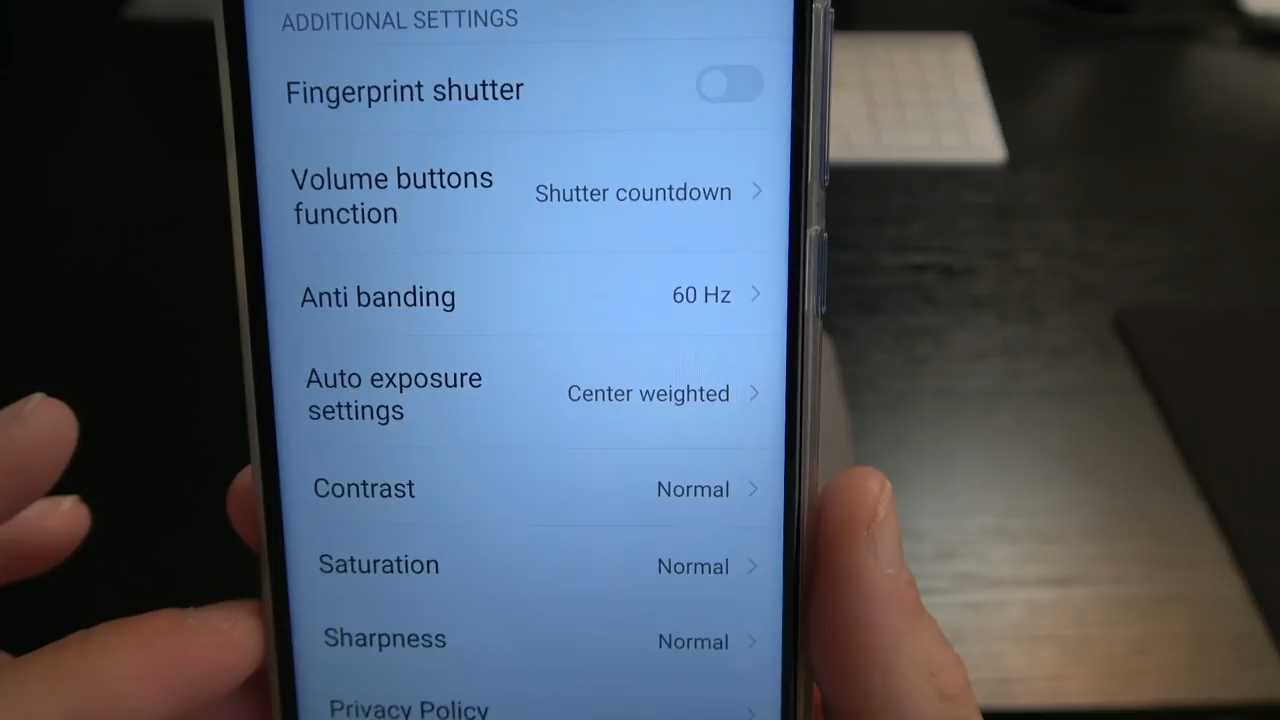 ADDITIONAL SETTINGS
Fingerprint shutter
Volume buttons
function
Shutter countdown
Anti banding
60 Hz
Auto exposure
settings
Center weighted
Contrast
Normal
Saturation
Normal
Sharpness
Normal
Privacy Policy